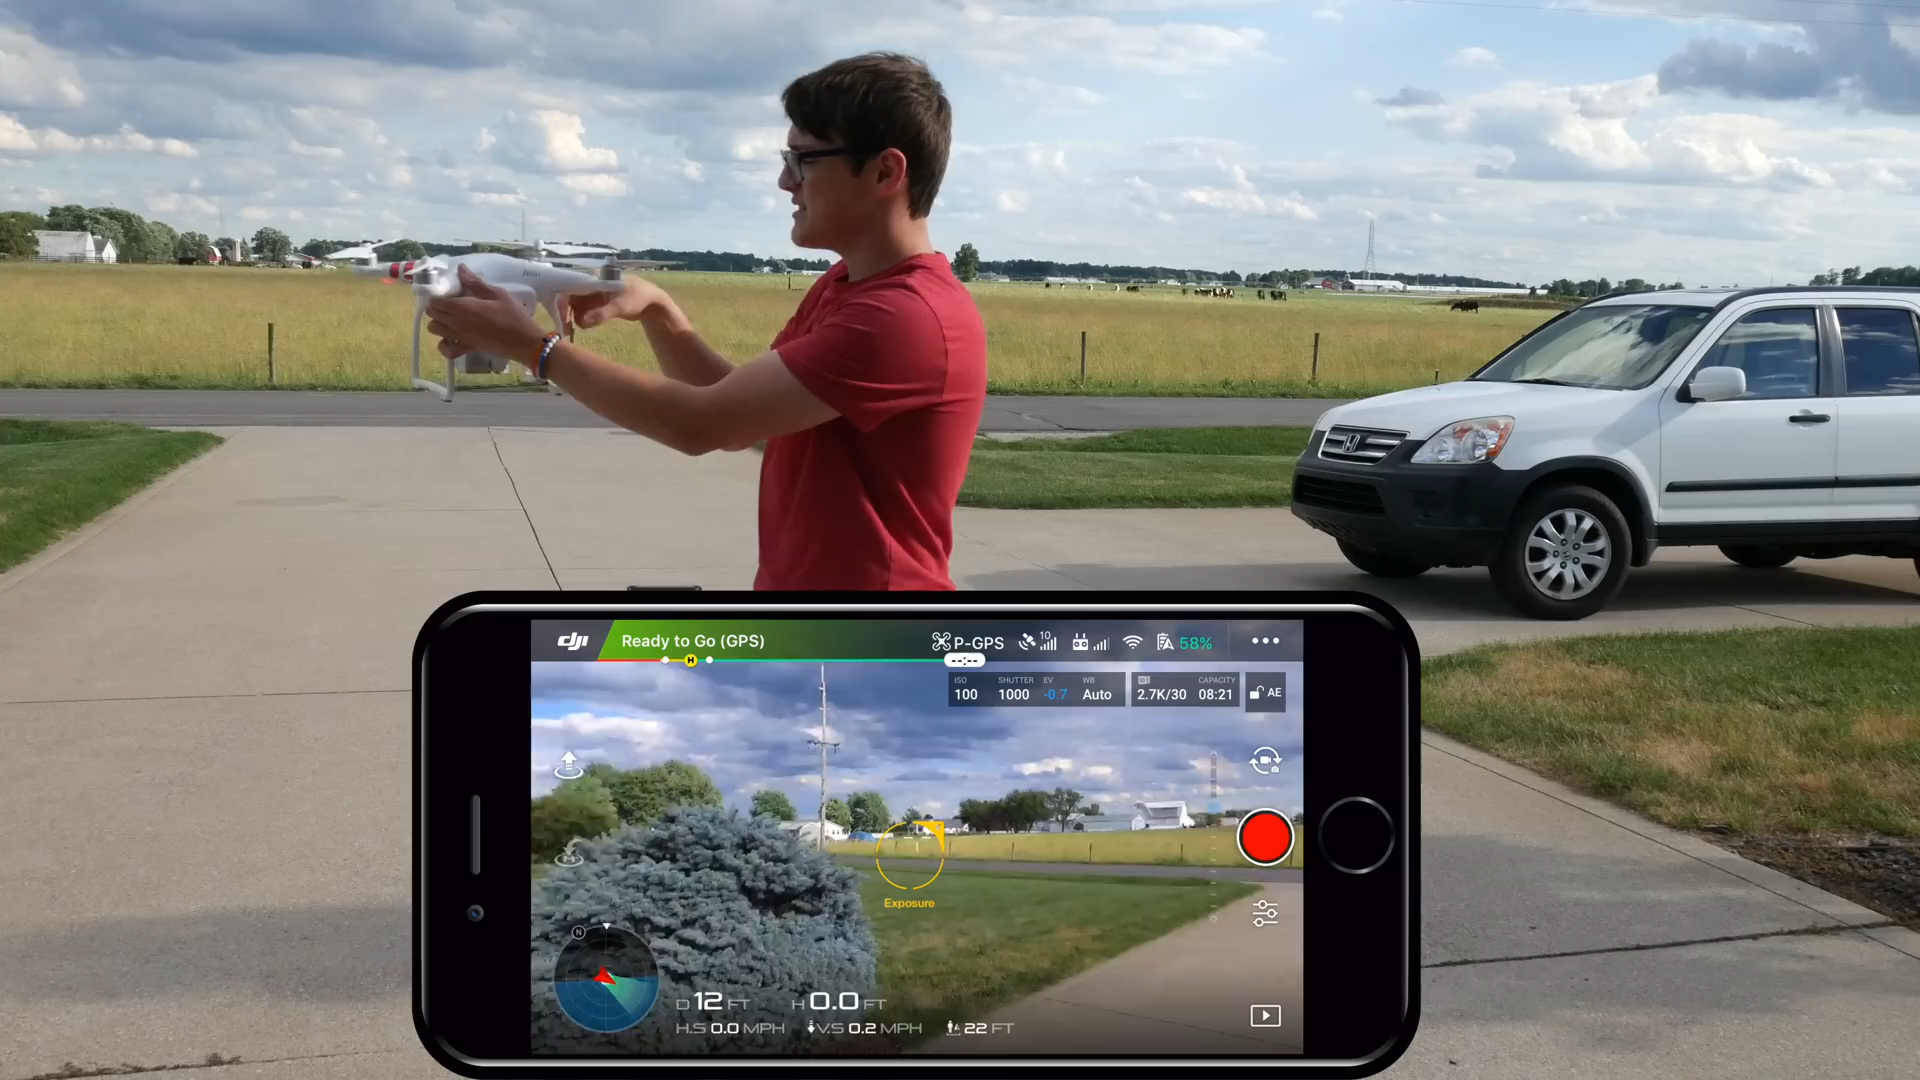 dji Ready to Go (GPS) P-GPS 10 58%
--:--
ISO SHUTTER EV WB CAPACITY
100 1000 -0.7 Auto 2.7K/30 08:21 AE
Exposure
N
D 12 FT H 0.0 FT
H.S 0.0 MPH V.S 0.2 MPH 22 FT
H